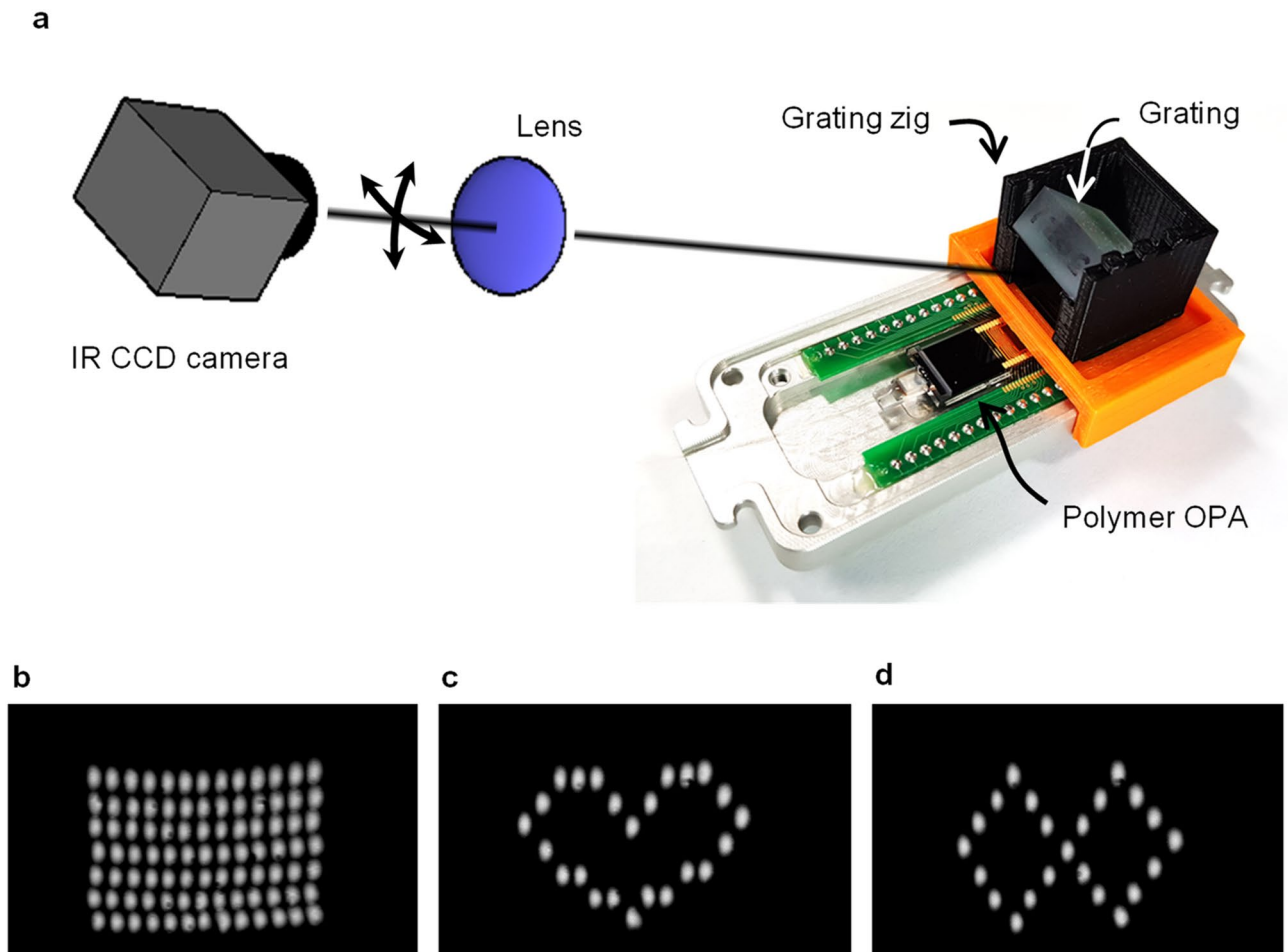 a
Lens
Grating zig
Grating
IR CCD camera
Polymer OPA
b
c
d